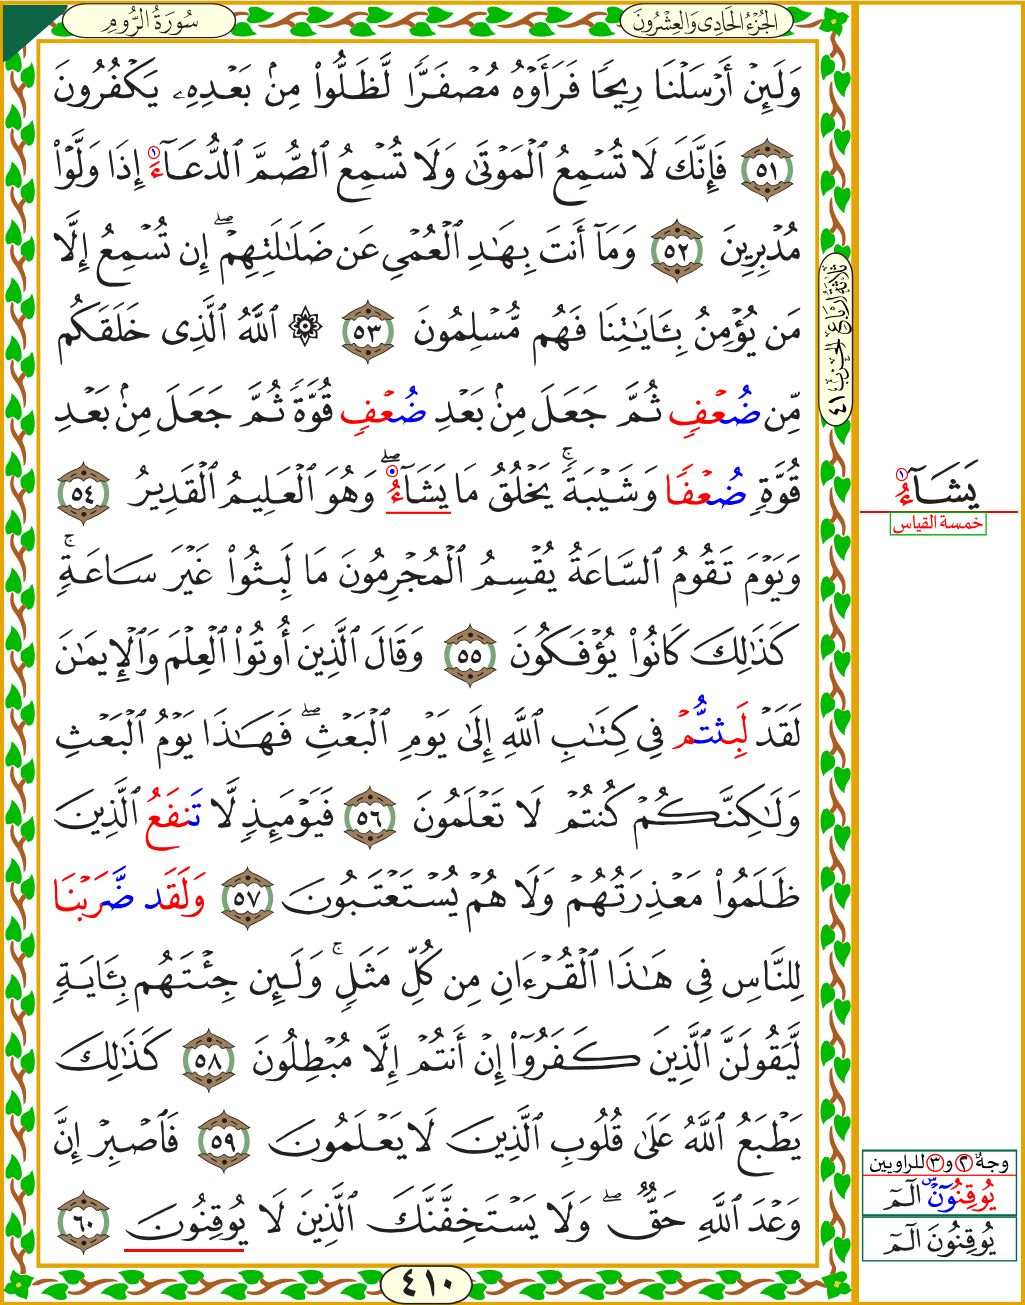 سُورَةُ الرُّومِ
الجُزْءُ الحَادِى وَالعِشْرُونَ
وَلَئِنْ أَرْسَلْنَا رِيحًا فَرَأَوْهُ مُصْفَرًّا لَّظَلُّوا۟ مِنۢ بَعْدِهِۦ يَكْفُرُونَ
٥١ فَإِنَّكَ لَا تُسْمِعُ ٱلْمَوْتَىٰ وَلَا تُسْمِعُ ٱلصُّمَّ ٱلدُّعَآءَ إِذَا وَلَّوْا۟
مُدْبِرِينَ ٥٢ وَمَآ أَنتَ بِهَـٰدِ ٱلْعُمْىِ عَن ضَلَـٰلَتِهِمْ ۖ إِن تُسْمِعُ إِلَّا
مَن يُؤْمِنُ بِـَٔايَـٰتِنَا فَهُم مُّسْلِمُونَ ٥٣ ۞ ٱللَّهُ ٱلَّذِى خَلَقَكُم
مِّن ضُعْفٍ ثُمَّ جَعَلَ مِنۢ بَعْدِ ضُعْفٍ قُوَّةً ثُمَّ جَعَلَ مِنۢ بَعْدِ
قُوَّةٍ ضُعْفًا وَشَيْبَةً ۚ يَخْلُقُ مَا يَشَآءُ ۖ وَهُوَ ٱلْعَلِيمُ ٱلْقَدِيرُ ٥٤
وَيَوْمَ تَقُومُ ٱلسَّاعَةُ يُقْسِمُ ٱلْمُجْرِمُونَ مَا لَبِثُوا۟ غَيْرَ سَاعَةٍ ۚ
كَذَٰلِكَ كَانُوا۟ يُؤْفَكُونَ ٥٥ وَقَالَ ٱلَّذِينَ أُوتُوا۟ ٱلْعِلْمَ وَٱلْإِيمَـٰنَ
لَقَدْ لَبِثتُّمْ فِى كِتَـٰبِ ٱللَّهِ إِلَىٰ يَوْمِ ٱلْبَعْثِ ۖ فَهَـٰذَا يَوْمُ ٱلْبَعْثِ
وَلَـٰكِنَّكُمْ كُنتُمْ لَا تَعْلَمُونَ ٥٦ فَيَوْمَئِذٍ لَّا تَنفَعُ ٱلَّذِينَ
ظَلَمُوا۟ مَعْذِرَتُهُمْ وَلَا هُمْ يُسْتَعْتَبُونَ ٥٧ وَلَقَد ضَّرَبْنَا
لِلنَّاسِ فِى هَـٰذَا ٱلْقُرْءَانِ مِن كُلِّ مَثَلٍ ۚ وَلَئِن جِئْتَهُم بِـَٔايَةٍ
لَّيَقُولَنَّ ٱلَّذِينَ كَفَرُوٓا۟ إِنْ أَنتُمْ إِلَّا مُبْطِلُونَ ٥٨ كَذَٰلِكَ
يَطْبَعُ ٱللَّهُ عَلَىٰ قُلُوبِ ٱلَّذِينَ لَا يَعْلَمُونَ ٥٩ فَٱصْبِرْ إِنَّ
وَعْدَ ٱللَّهِ حَقٌّ ۖ وَلَا يَسْتَخِفَّنَّكَ ٱلَّذِينَ لَا يُوقِنُونَ ٦٠
٤١٠
ثلاثة أرباع الحزب ٤١
يَشَآءُ
خمسة القياس
وجهٌ ٢ و ٣ للراويين
يُوقِنُونَ الٓمٓ
يُوقِنُونَ الٓمٓ